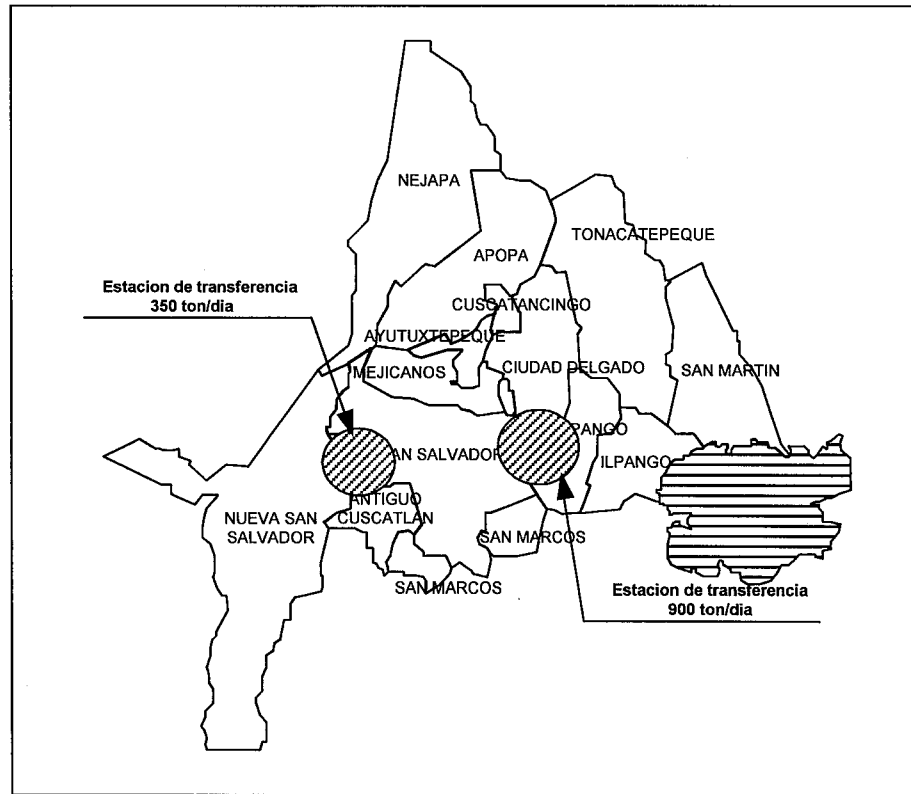 NEJAPA
TONACATEPEQUE
APOPA
Estacion de transferencia
350 ton/dia
CUSCATANCINGO
AYUTUXTEPEQUE
MEJICANOS
CIUDAD DELGADO
SAN MARTIN
PANGO
AN SALVADOR
ILPANGO
ANTIGUO
CUSCATLAN
NUEVA SAN
SALVADOR
SAN MARCOS
SAN MARCOS
Estacion de transferencia
900 ton/dia